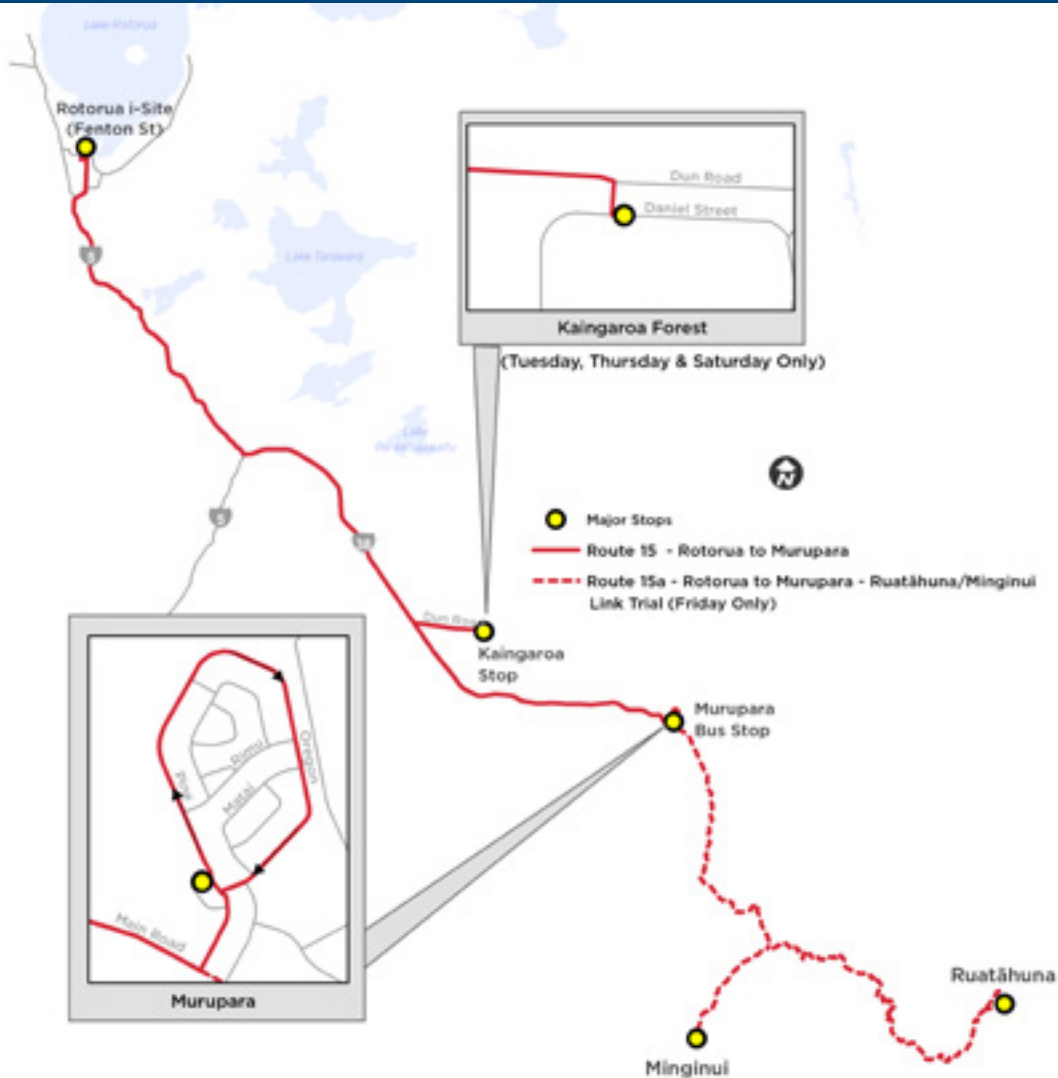 Lake Rotorua
Rotorua i-Site
(Fenton St)
5
Lake Tarawera
Dun Road
Daniel Street
Kaingaroa Forest
(Tuesday, Thursday & Saturday Only)
Lake
N
Major Stops
Route 15 - Rotorua to Murupara
Route 15a - Rotorua to Murupara - Ruatāhuna/Minginui
Link Trial (Friday Only)
5
38
Dun Road
Kaingaroa
Stop
Murupara
Bus Stop
Oregon
Rimu
Pine
Matai
Main Road
Murupara
Ruatāhuna
Minginui